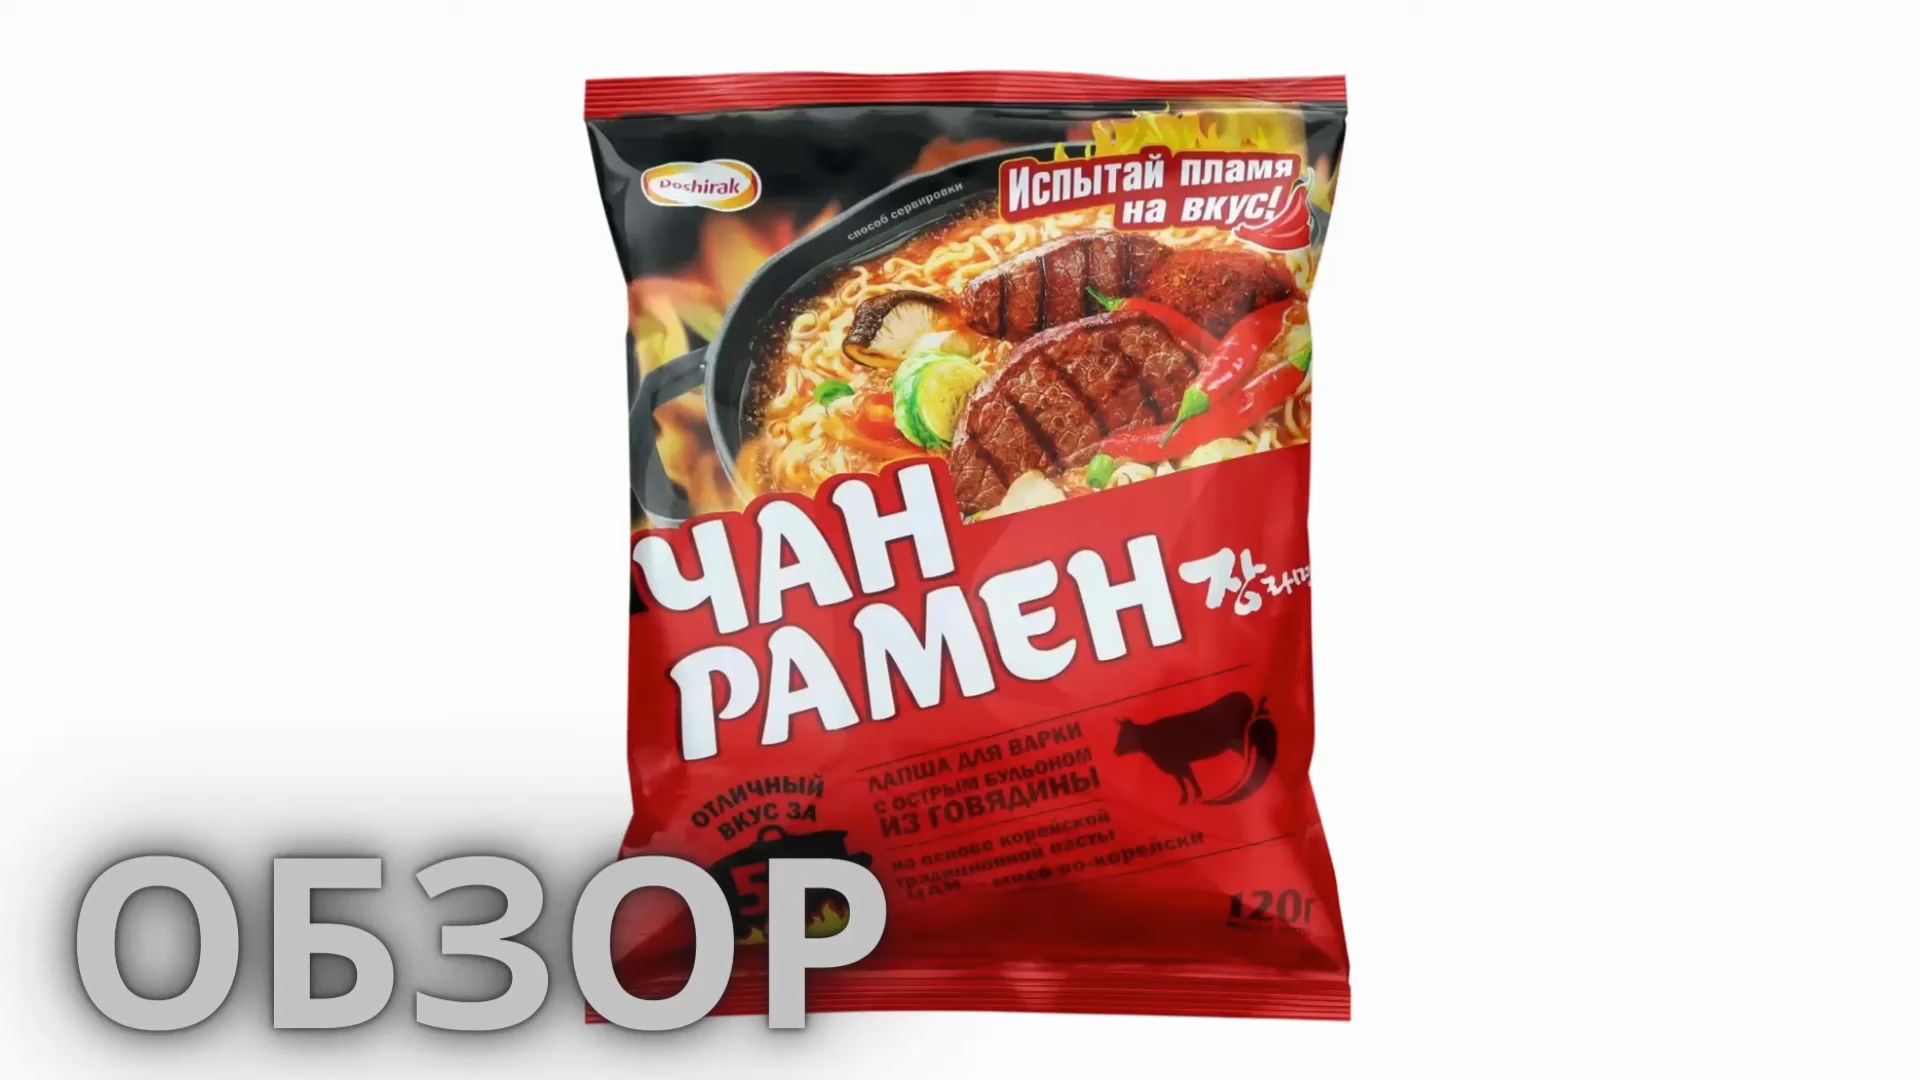 Doshirak
способ сервировки
Испытай пламя
на вкус!
ЧАН
РАМЕН
장라면
ЛАПША ДЛЯ ВАРКИ
С ОСТРЫМ БУЛЬОНОМ
ИЗ ГОВЯДИНЫ
на основе корейской
традиционной пасты
ЧАН – мисо по-корейски
ОТЛИЧНЫЙ
ВКУС ЗА
5
120г
ОБЗОР